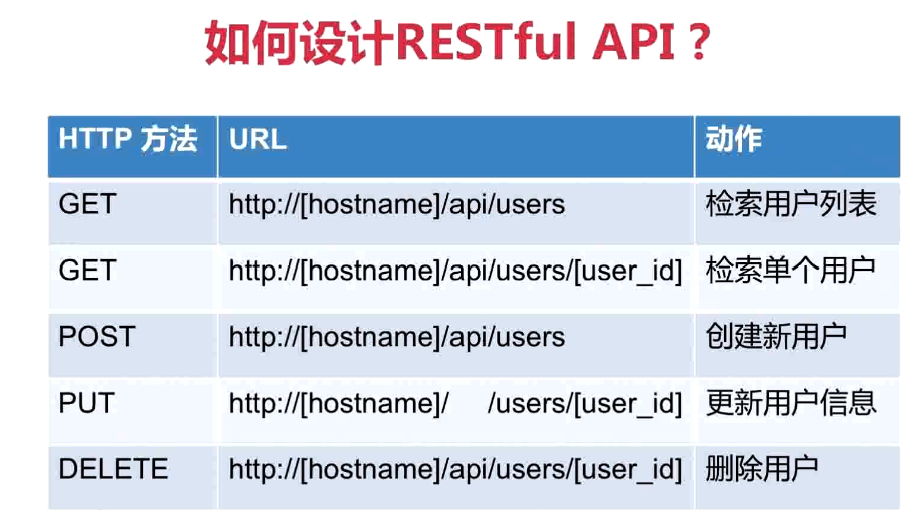 如何设计RESTful API？
HTTP 方法 URL 动作
GET http://[hostname]/api/users 检索用户列表
GET http://[hostname]/api/users/[user_id] 检索单个用户
POST http://[hostname]/api/users 创建新用户
PUT http://[hostname]/ /users/[user_id] 更新用户信息
DELETE http://[hostname]/api/users/[user_id] 删除用户